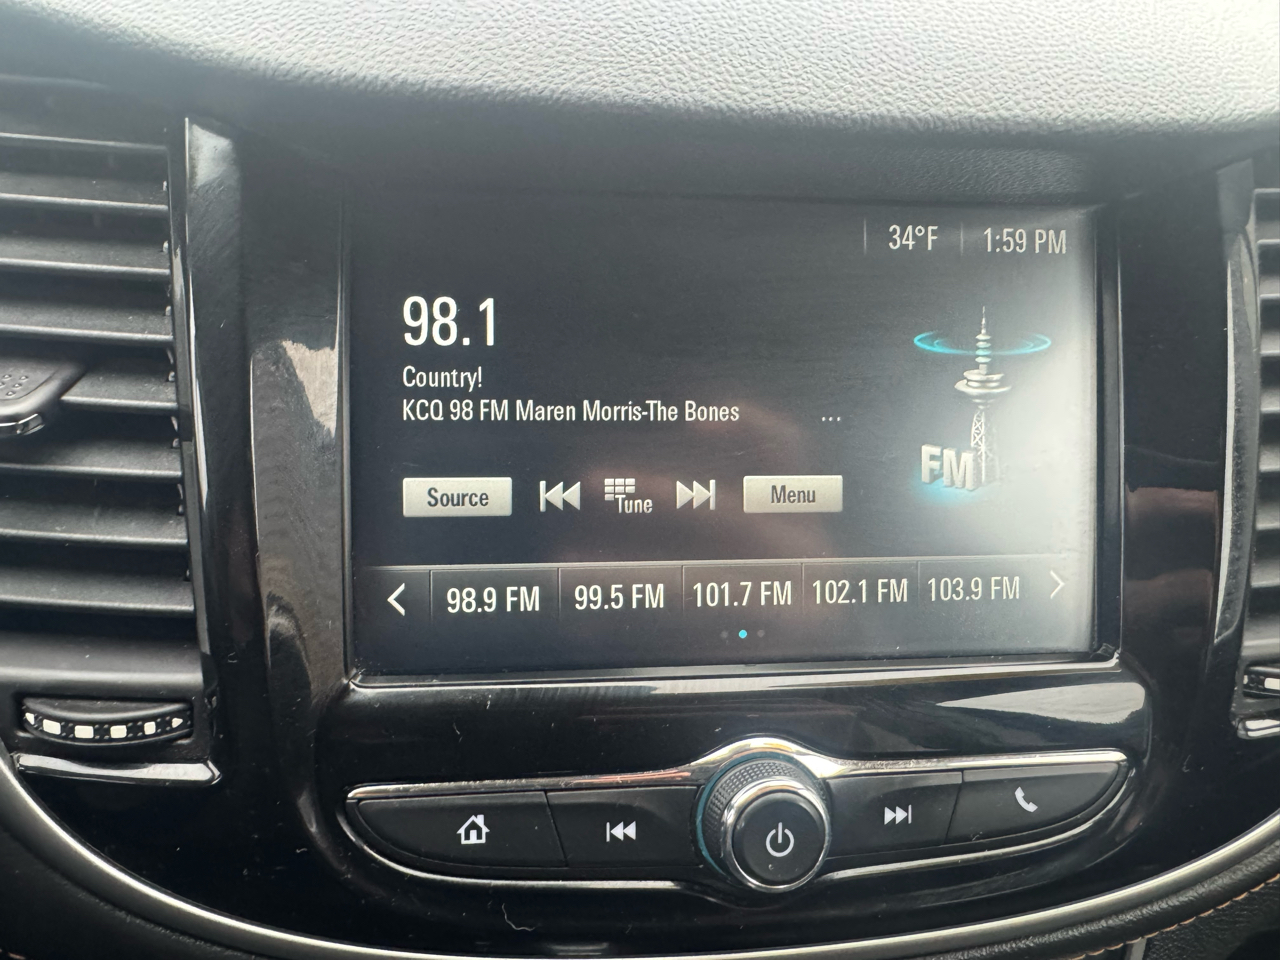 34°F 1:59 PM
98.1
Country!
KCQ 98 FM Maren Morris-The Bones ...
FM
Source Tune Menu
98.9 FM 99.5 FM 101.7 FM 102.1 FM 103.9 FM